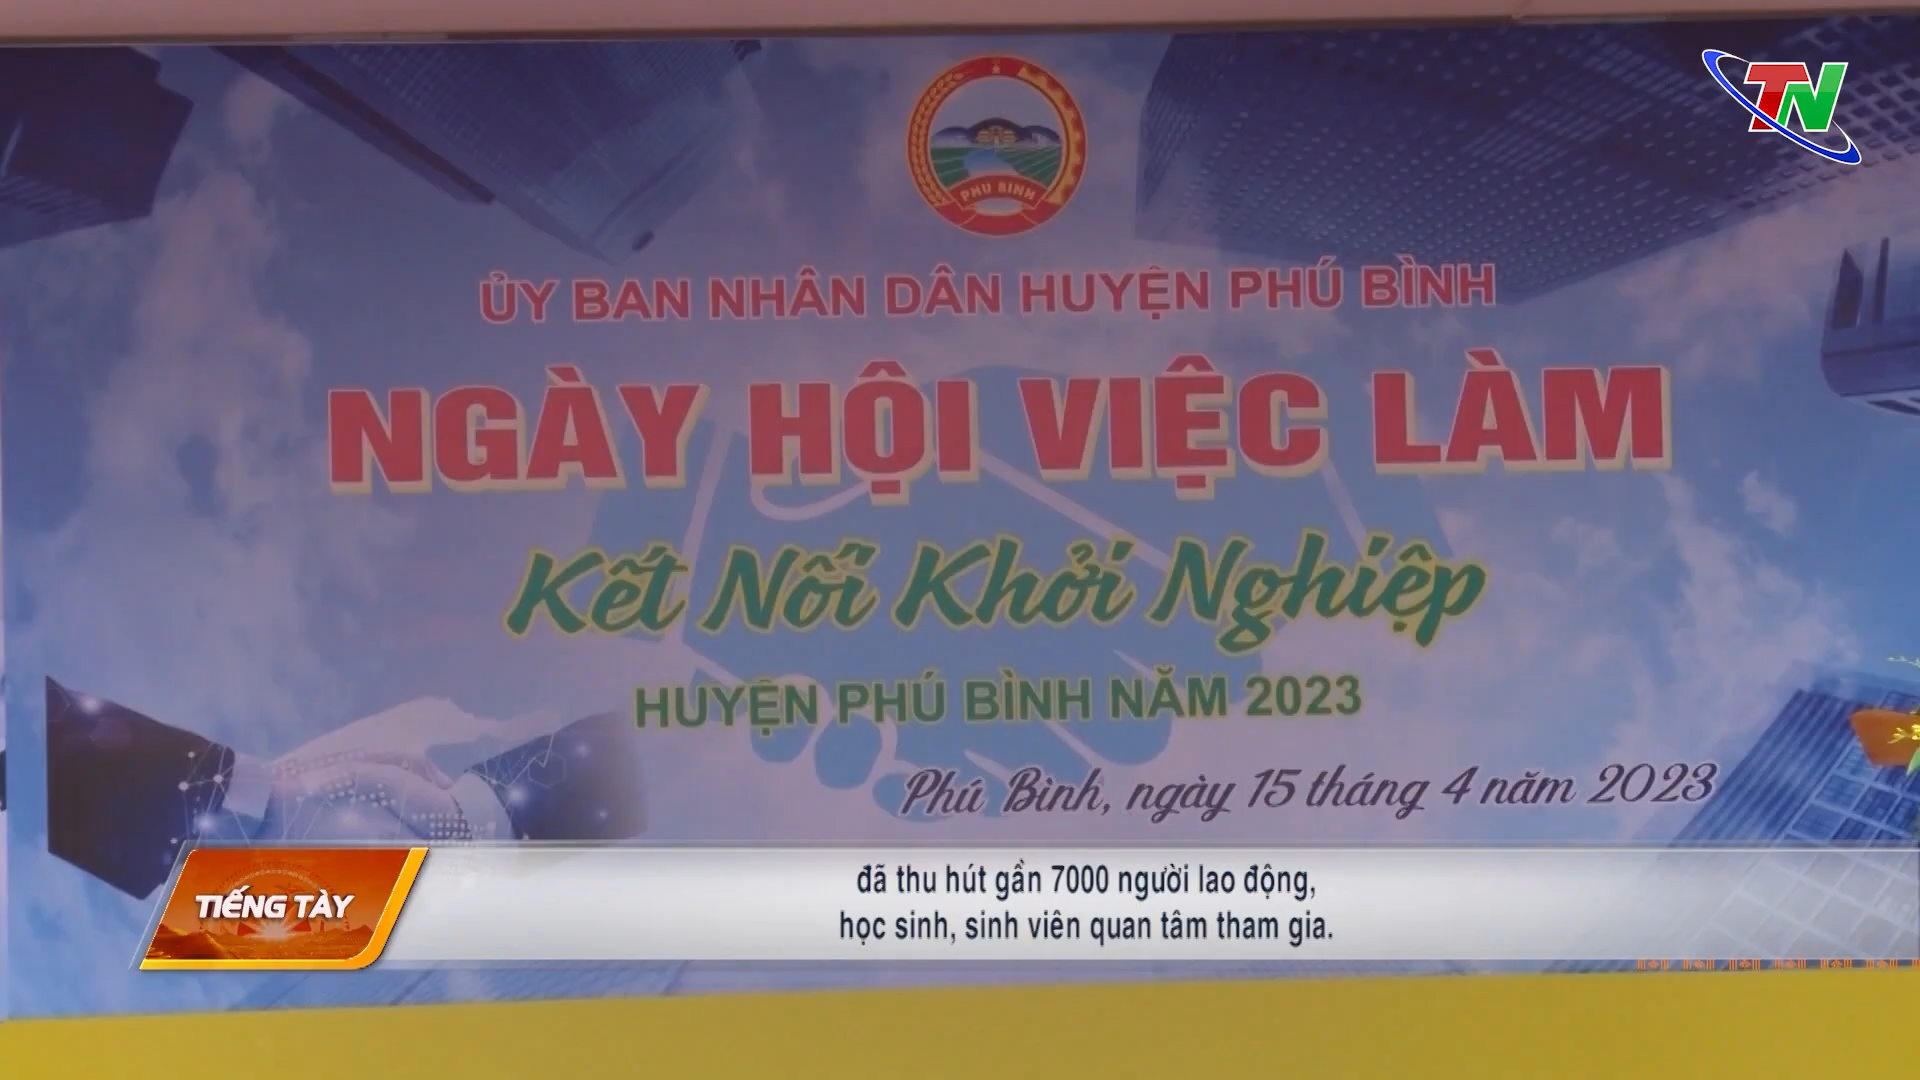 TN
PHÚ BÌNH
ỦY BAN NHÂN DÂN HUYỆN PHÚ BÌNH
NGÀY HỘI VIỆC LÀM
Kết Nối Khởi Nghiệp
HUYỆN PHÚ BÌNH NĂM 2023
Phú Bình, ngày 15 tháng 4 năm 2023
TIẾNG TÀY
đã thu hút gần 7000 người lao động,
học sinh, sinh viên quan tâm tham gia.